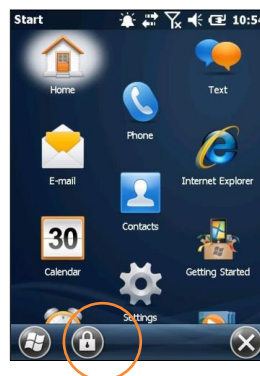 Start 10:54
Home
Text
Phone
E-mail
Internet Explorer
Contacts
30
Calendar
Getting Started
Settings